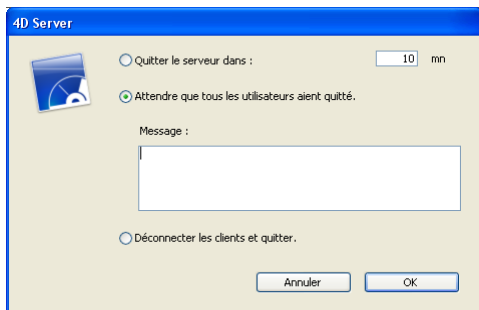 4D Server
Quitter le serveur dans : 10 mn
Attendre que tous les utilisateurs aient quitté.
Message :
Déconnecter les clients et quitter.
Annuler OK